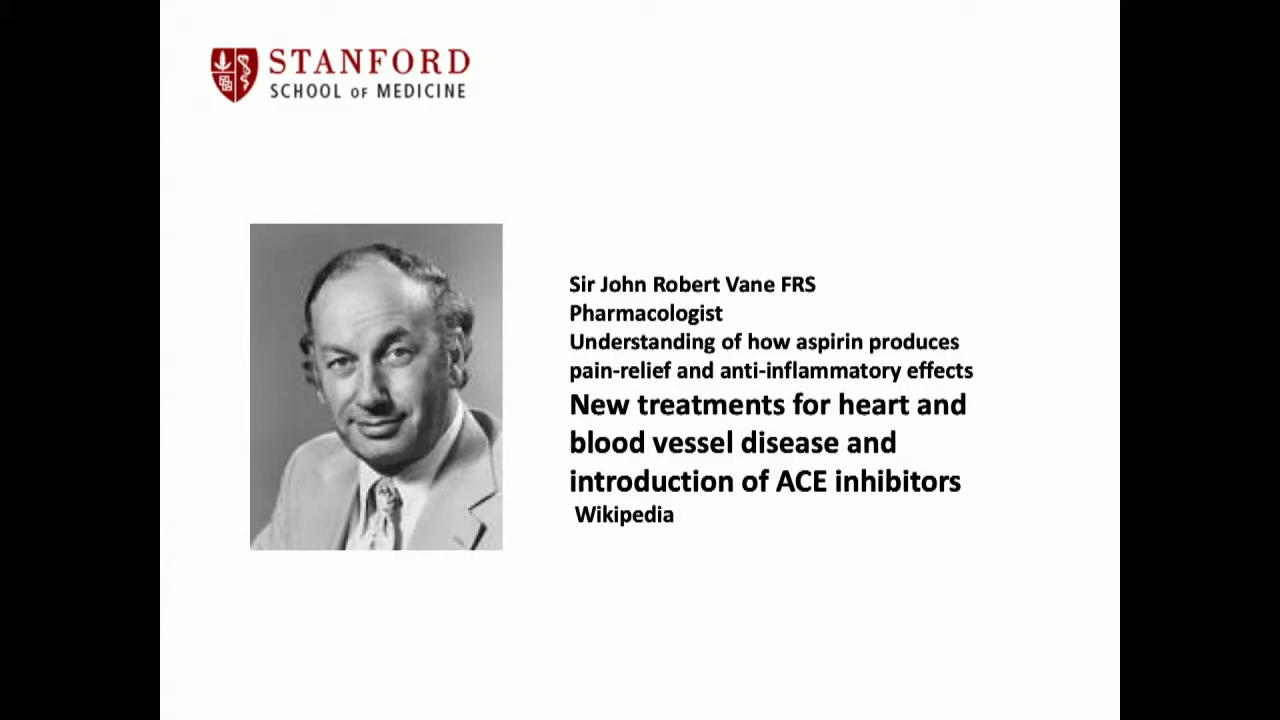 STANFORD
SCHOOL OF MEDICINE
Sir John Robert Vane FRS
Pharmacologist
Understanding of how aspirin produces
pain-relief and anti-inflammatory effects
New treatments for heart and
blood vessel disease and
introduction of ACE inhibitors
Wikipedia